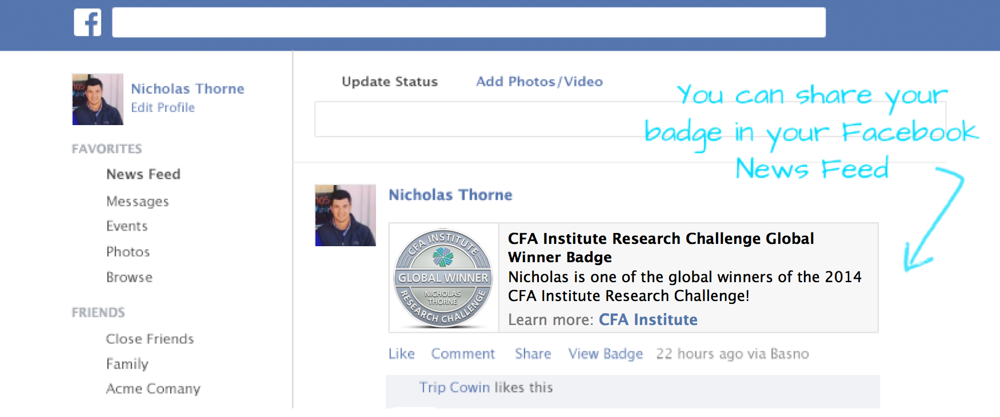 Nicholas Thorne
Edit Profile
FAVORITES
News Feed
Messages
Events
Photos
Browse
FRIENDS
Close Friends
Family
Acme Comany
Update Status
Add Photos/Video
You can share your
badge in your Facebook
News Feed
Nicholas Thorne
CFA INSTITUTE
GLOBAL WINNER
NICHOLAS
THORNE
RESEARCH CHALLENGE
CFA Institute Research Challenge Global
Winner Badge
Nicholas is one of the global winners of the 2014
CFA Institute Research Challenge!
Learn more: CFA Institute
Like Comment Share View Badge 22 hours ago via Basno
Trip Cowin likes this